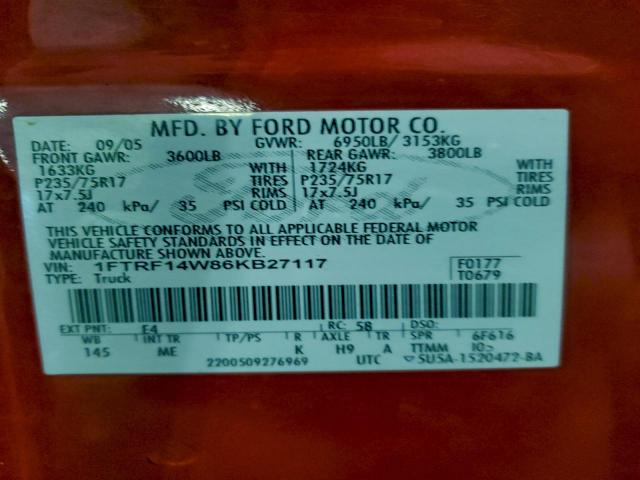 MFD. BY FORD MOTOR CO.
DATE: 09/05 GVWR: 6950LB/ 3153KG
FRONT GAWR: 3600LB REAR GAWR: 3800LB
1633KG WITH 1724KG WITH
P235/75R17 TIRES P235/75R17 TIRES
17x7.5J RIMS 17x7.5J RIMS
AT 240 kPa/ 35 PSI COLD AT 240 kPa/ 35 PSI COLD
THIS VEHICLE CONFORMS TO ALL APPLICABLE FEDERAL MOTOR
VEHICLE SAFETY STANDARDS IN EFFECT ON THE DATE OF
MANUFACTURE SHOWN ABOVE.
VIN: 1FTRF14W86KB27117 F0177
TYPE: Truck T0679
EXT PNT: E4 RC: 58 DSO:
WB INT TR TP/PS R AXLE TR SPR 6F616
145 ME K H9 A TTMM
2200509276969 UTC 5U5A-1520472-BA
Ford